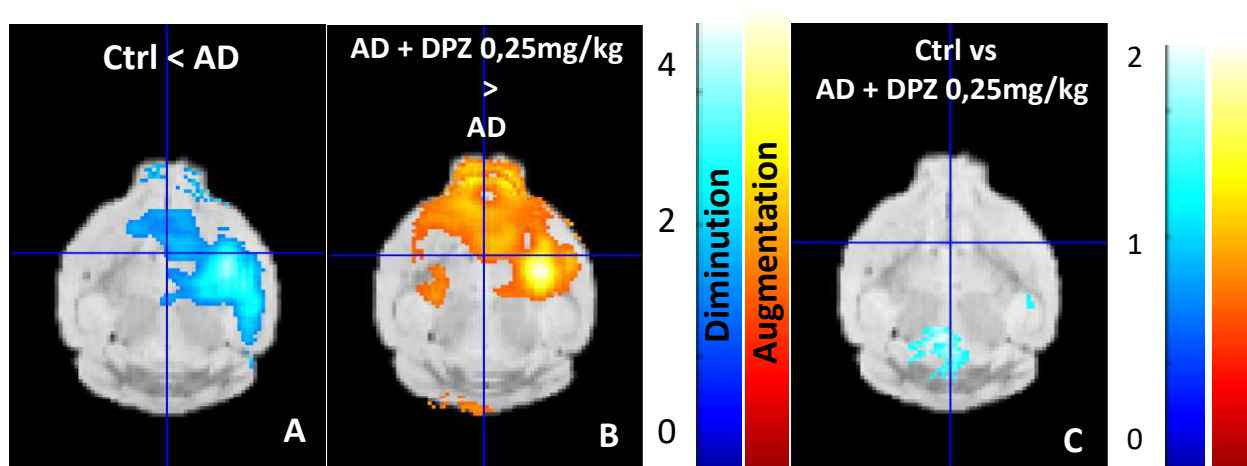 Ctrl < AD
A
AD + DPZ 0,25mg/kg
>
AD
B
4
2
0
Diminution
Augmentation
Ctrl vs
AD + DPZ 0,25mg/kg
C
2
1
0